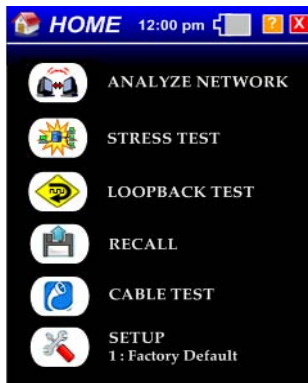 HOME 12:00 pm ? X
ANALYZE NETWORK
STRESS TEST
LOOPBACK TEST
RECALL
CABLE TEST
SETUP
1 : Factory Default